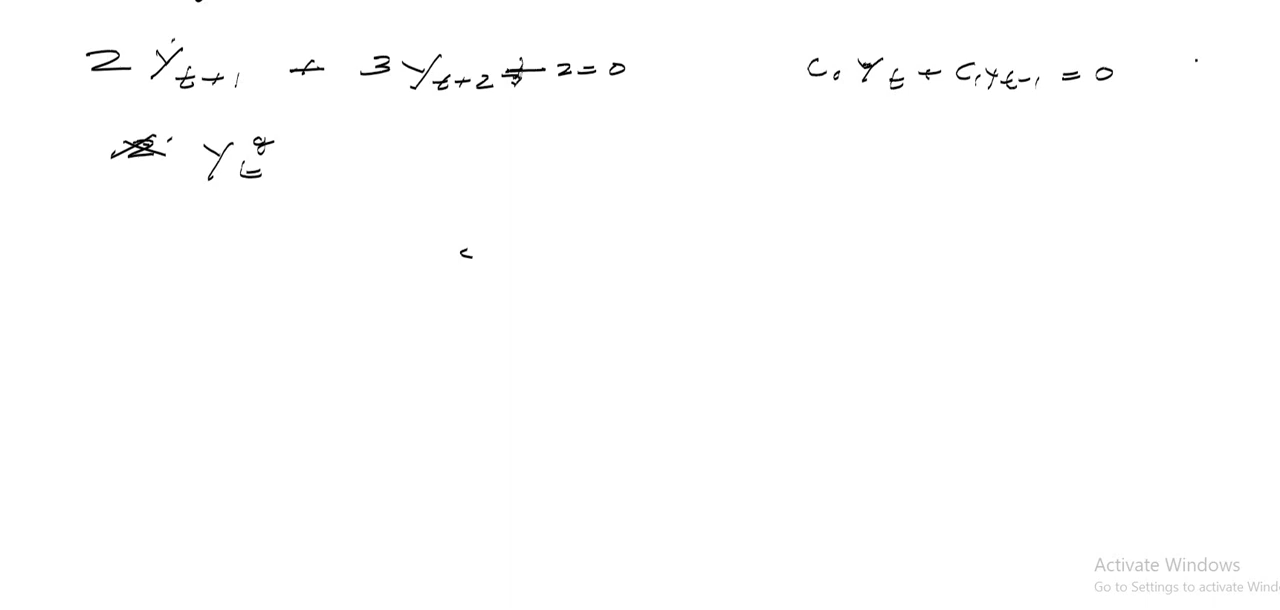 2 Y_{t+1} + 3 Y_{t+2} + 2 = 0
C₀ Y_t + C₁ Y_{t-1} = 0
Y_t
Activate Windows
Go to Settings to activate Wind